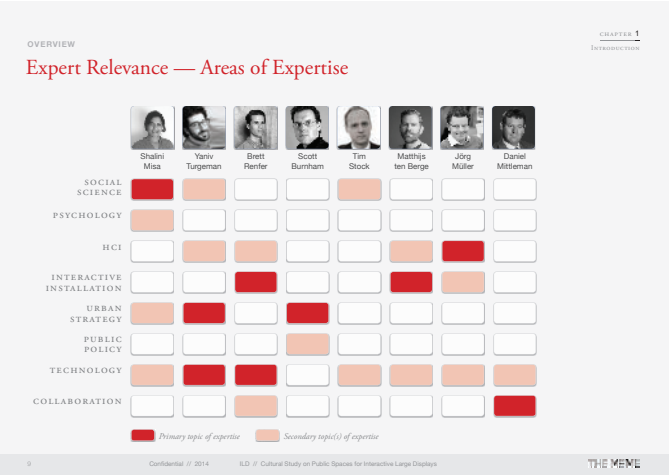 CHAPTER 1
INTRODUCTION
OVERVIEW
Expert Relevance — Areas of Expertise
Shalini
Misa
Yaniv
Turgeman
Brett
Renfer
Scott
Burnham
Tim
Stock
Matthijs
ten Berge
Jörg
Müller
Daniel
Mittleman
SOCIAL
SCIENCE
PSYCHOLOGY
HCI
INTERACTIVE
INSTALLATION
URBAN
STRATEGY
PUBLIC
POLICY
TECHNOLOGY
COLLABORATION
Primary topic of expertise
Secondary topic(s) of expertise
9
Confidential // 2014
ILD // Cultural Study on Public Spaces for Interactive Large Displays
THE MEME